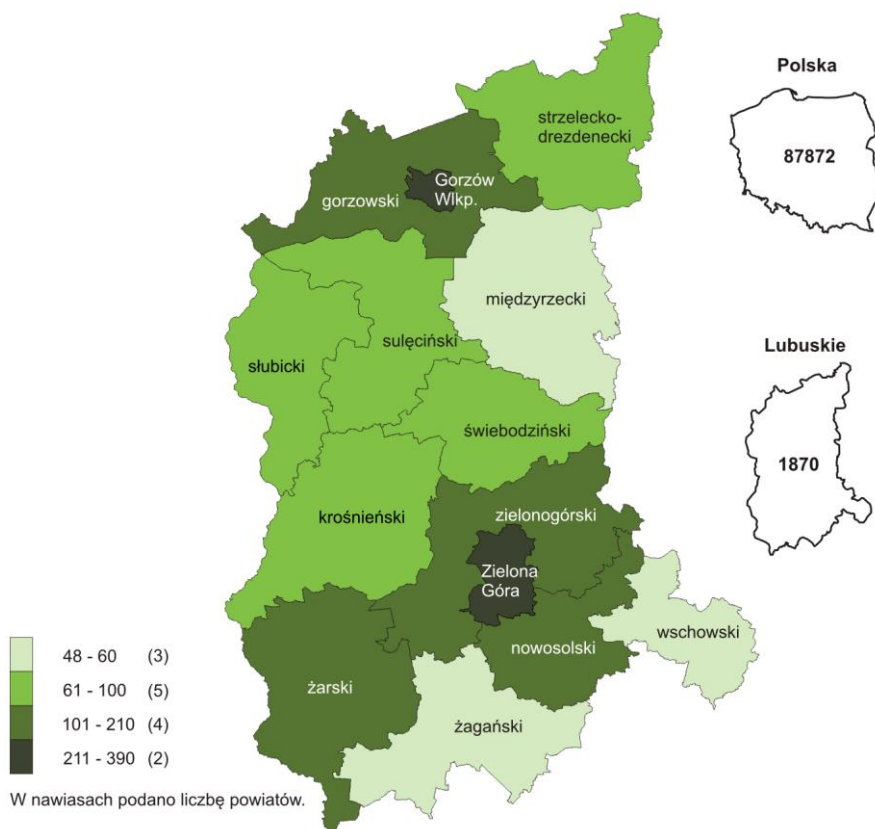 Polska
87872
strzelecko-
drezdenecki
Gorzów
Wlkp.
gorzowski
międzyrzecki
sulęciński
słubicki
Lubuskie
1870
świebodziński
krośnieński
zielonogórski
Zielona
Góra
wschowski
nowosolski
żarski
żagański
48 - 60 (3)
61 - 100 (5)
101 - 210 (4)
211 - 390 (2)
W nawiasach podano liczbę powiatów.